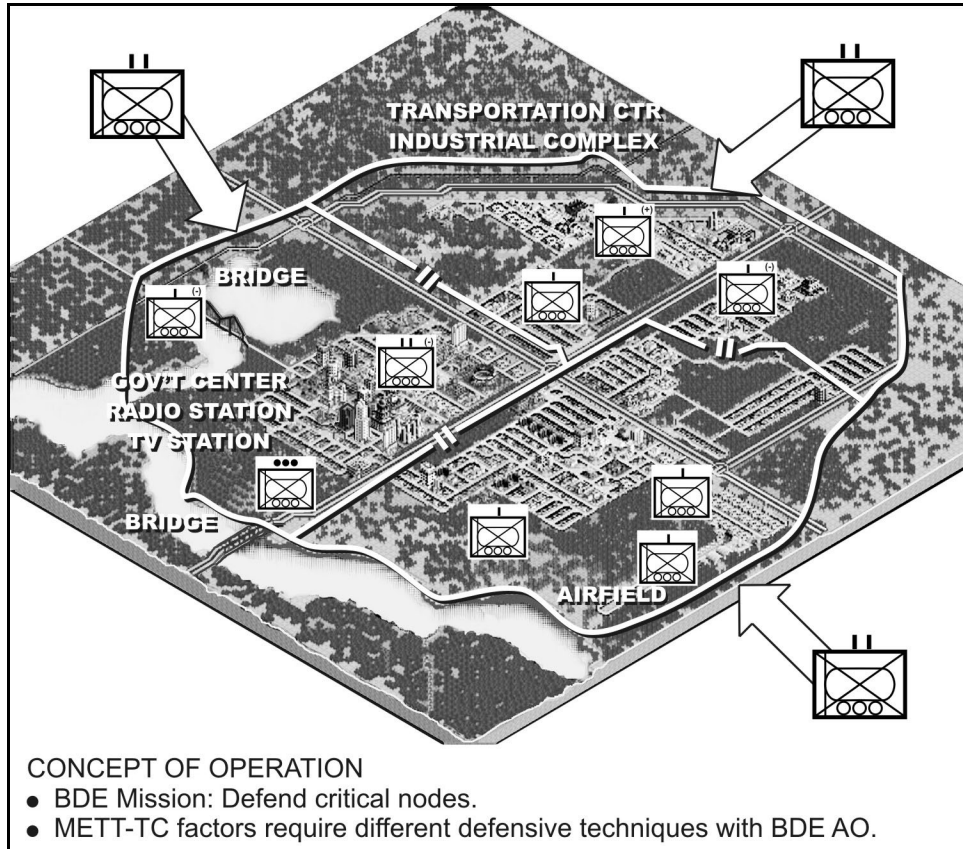 TRANSPORTATION CTR
INDUSTRIAL COMPLEX
(+)
(-)
BRIDGE
(-)
(-)
GOV'T CENTER
RADIO STATION
TV STATION
BRIDGE
AIRFIELD
CONCEPT OF OPERATION
● BDE Mission: Defend critical nodes.
● METT-TC factors require different defensive techniques with BDE AO.